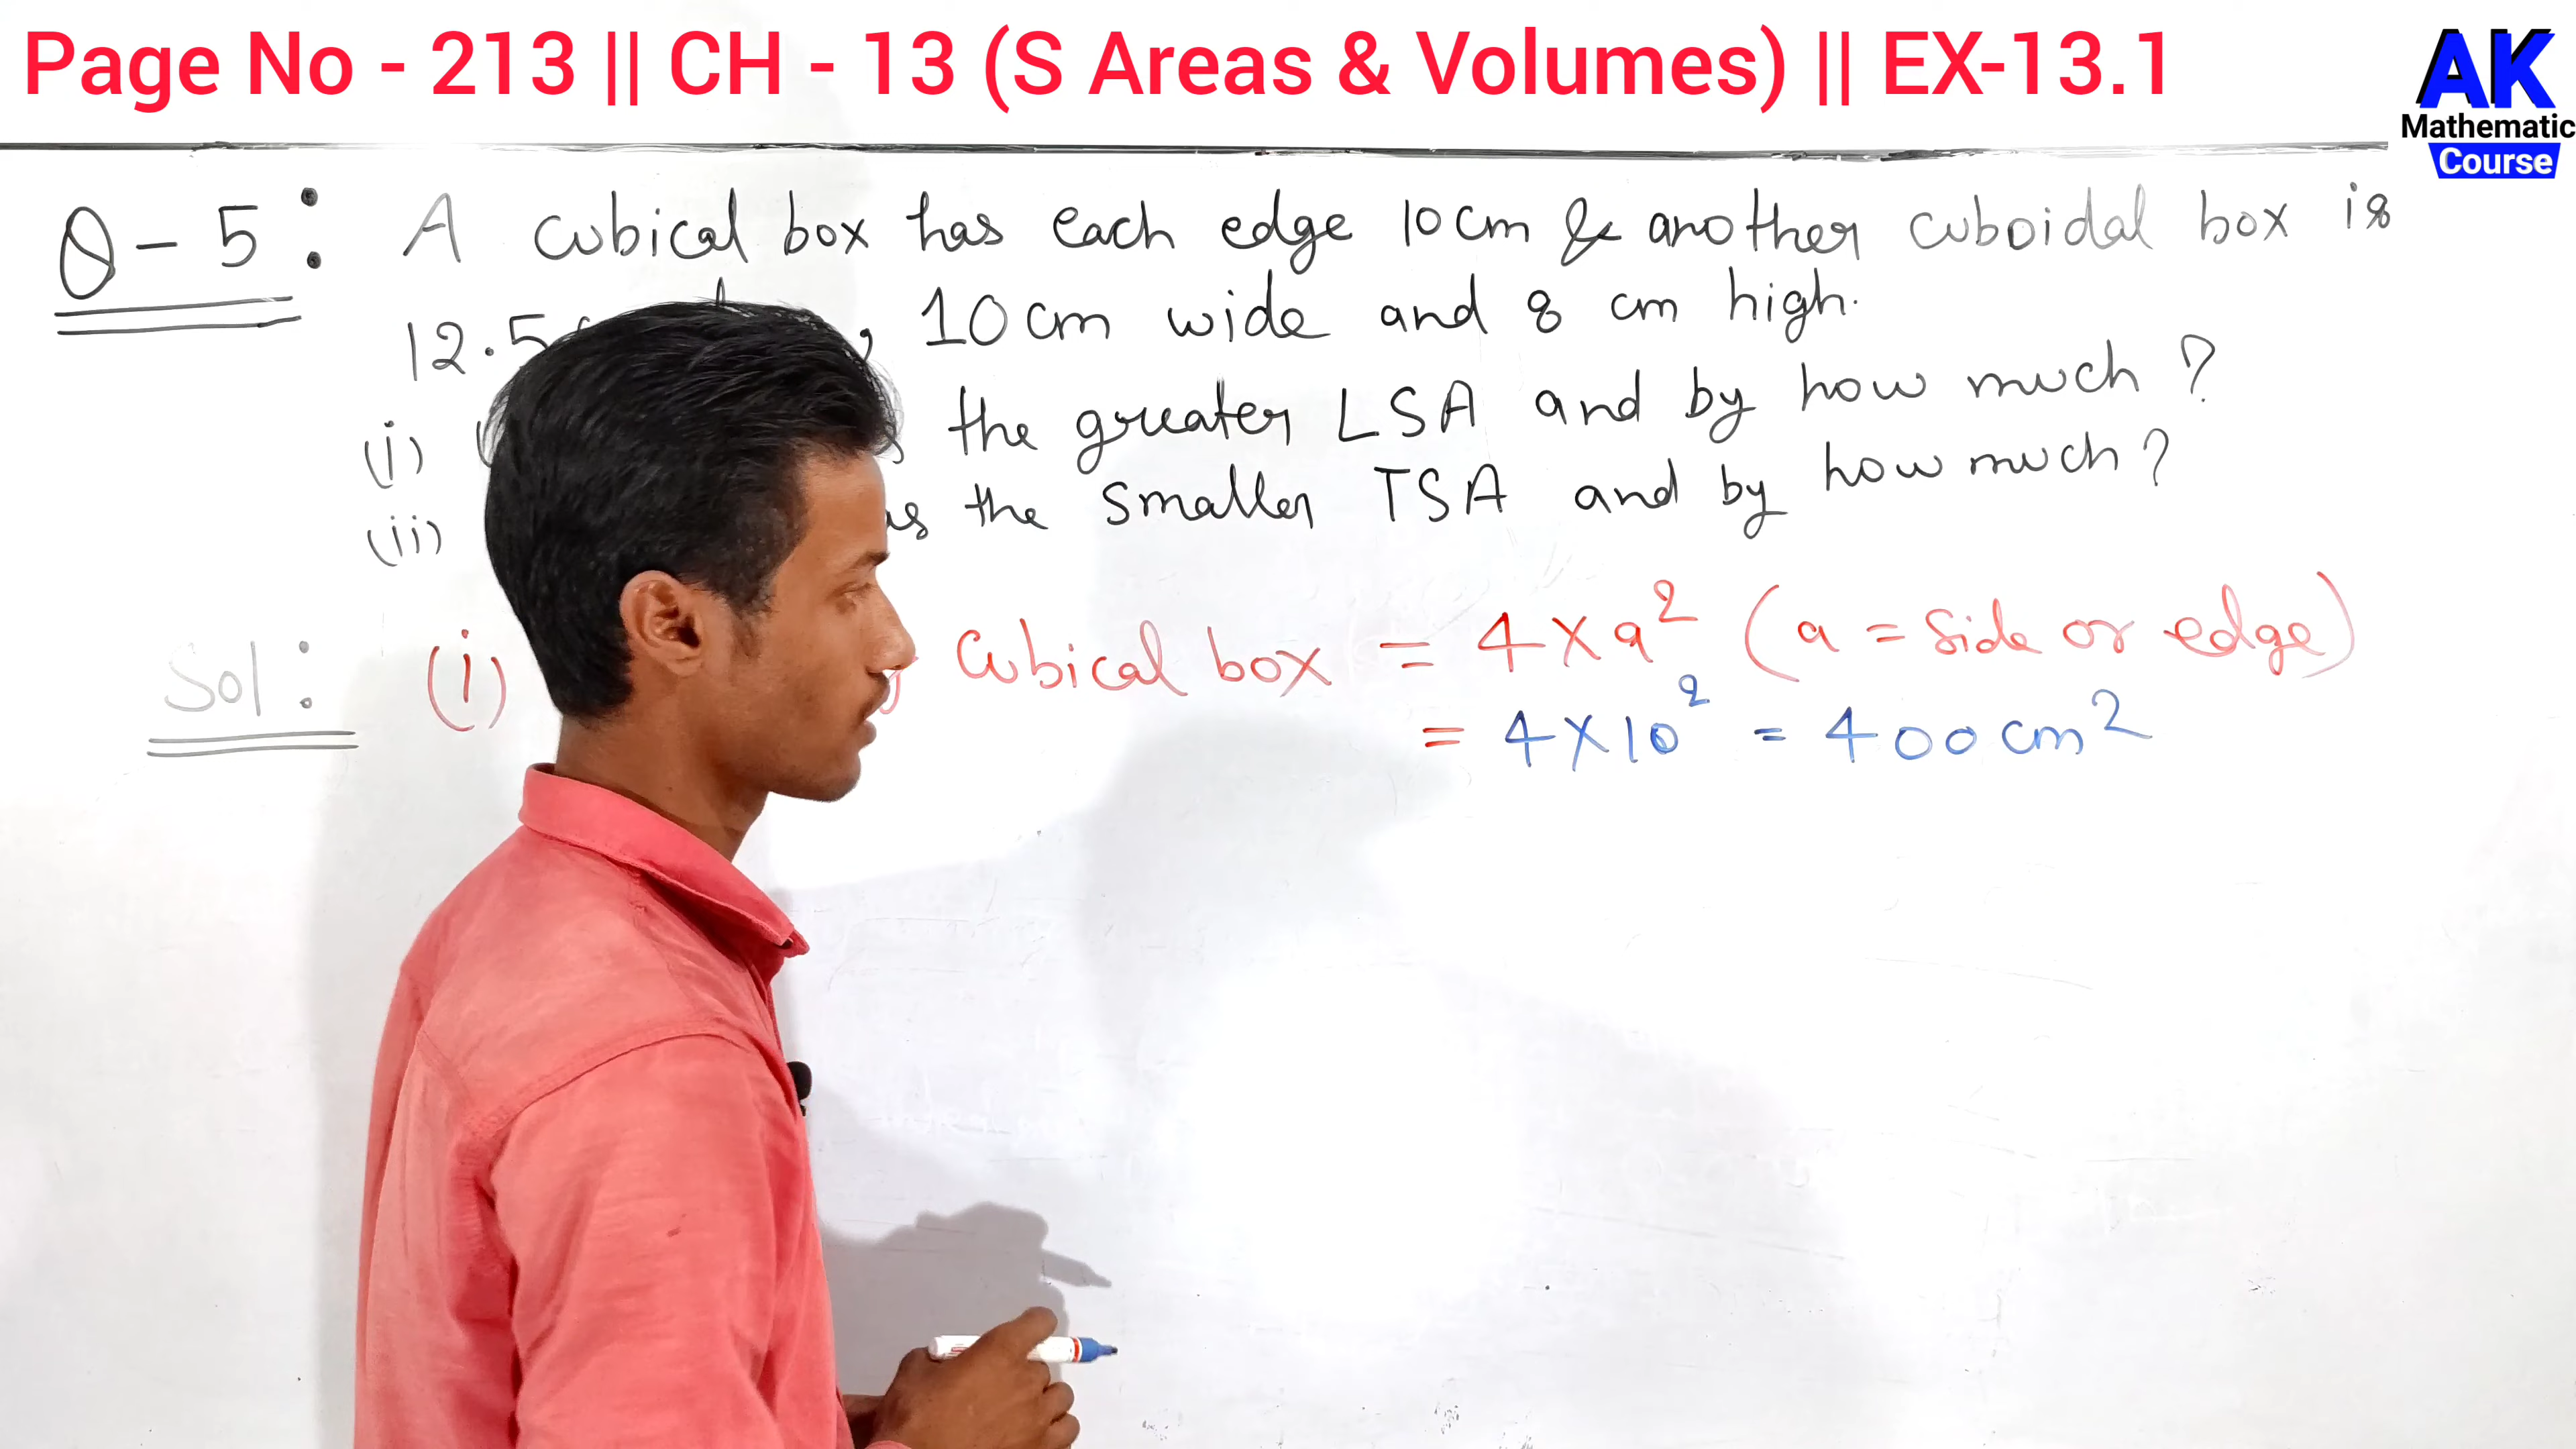 Page No - 213 || CH - 13 (S Areas & Volumes) || EX-13.1
AK
Mathematic
Course
Q - 5 : A cubical box has each edge 10 cm & another cuboidal box is
12.5 , 10 cm wide and 8 cm high.
(i) the greater LSA and by how much ?
(ii) the smaller TSA and by how much ?
Sol : (i) Cubical box = 4 × a² (a = side or edge)
= 4 × 10² = 400 cm²